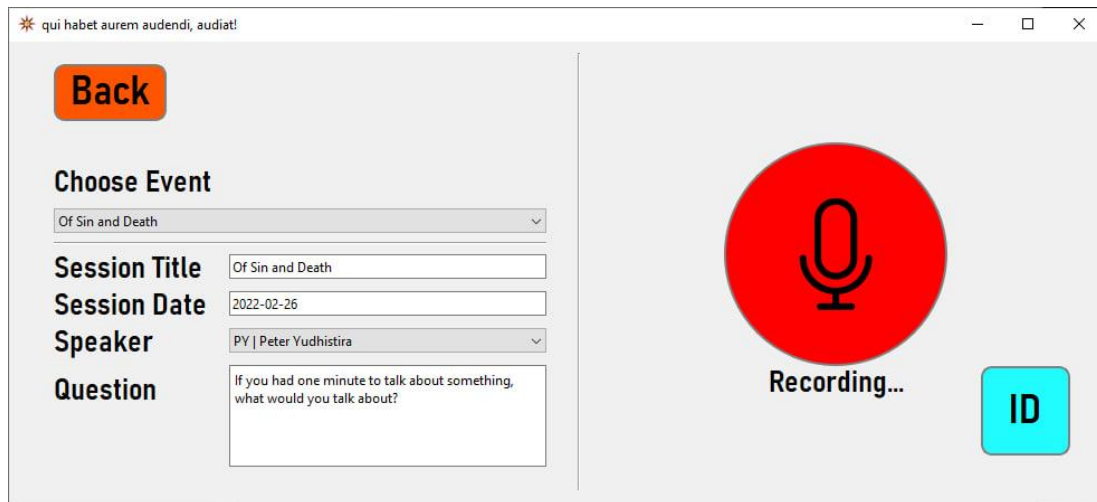 qui habet aurem audendi, audiat!
Back
Choose Event
Of Sin and Death
Session Title
Of Sin and Death
Session Date
2022-02-26
Speaker
PY | Peter Yudhistira
Question
If you had one minute to talk about something,
what would you talk about?
Recording...
ID